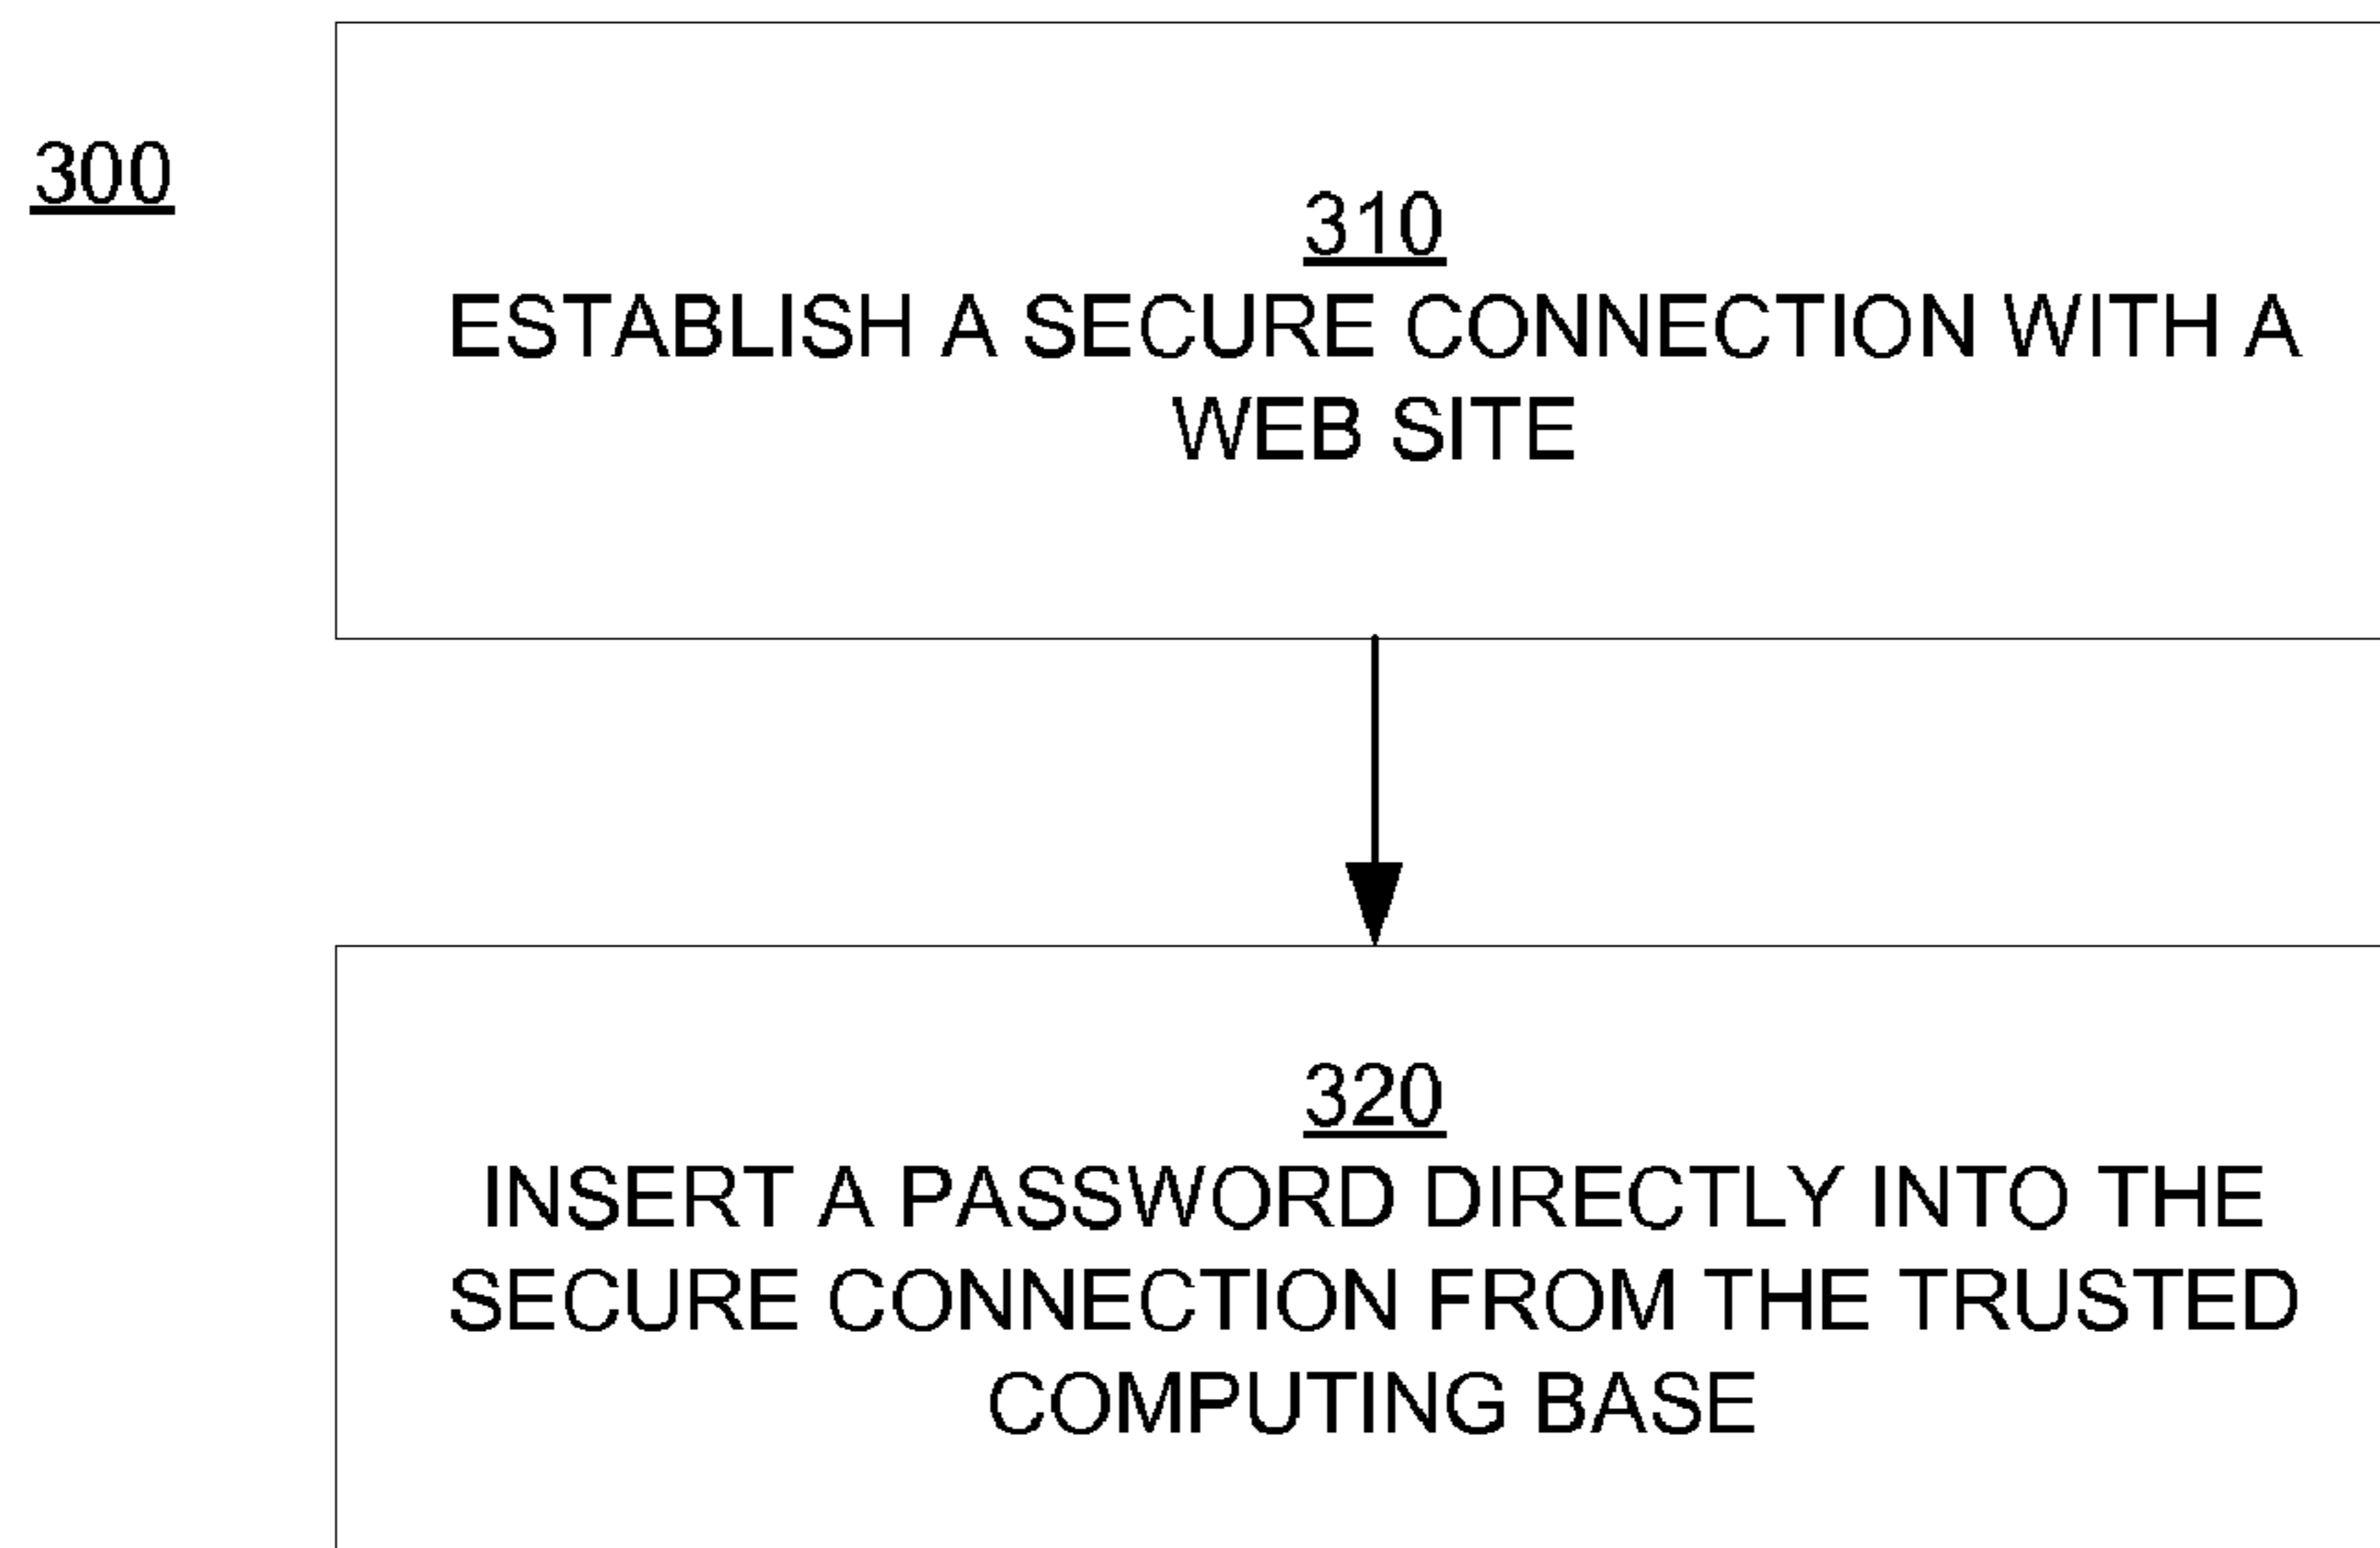 300
310
ESTABLISH A SECURE CONNECTION WITH A
WEB SITE
320
INSERT A PASSWORD DIRECTLY INTO THE
SECURE CONNECTION FROM THE TRUSTED
COMPUTING BASE